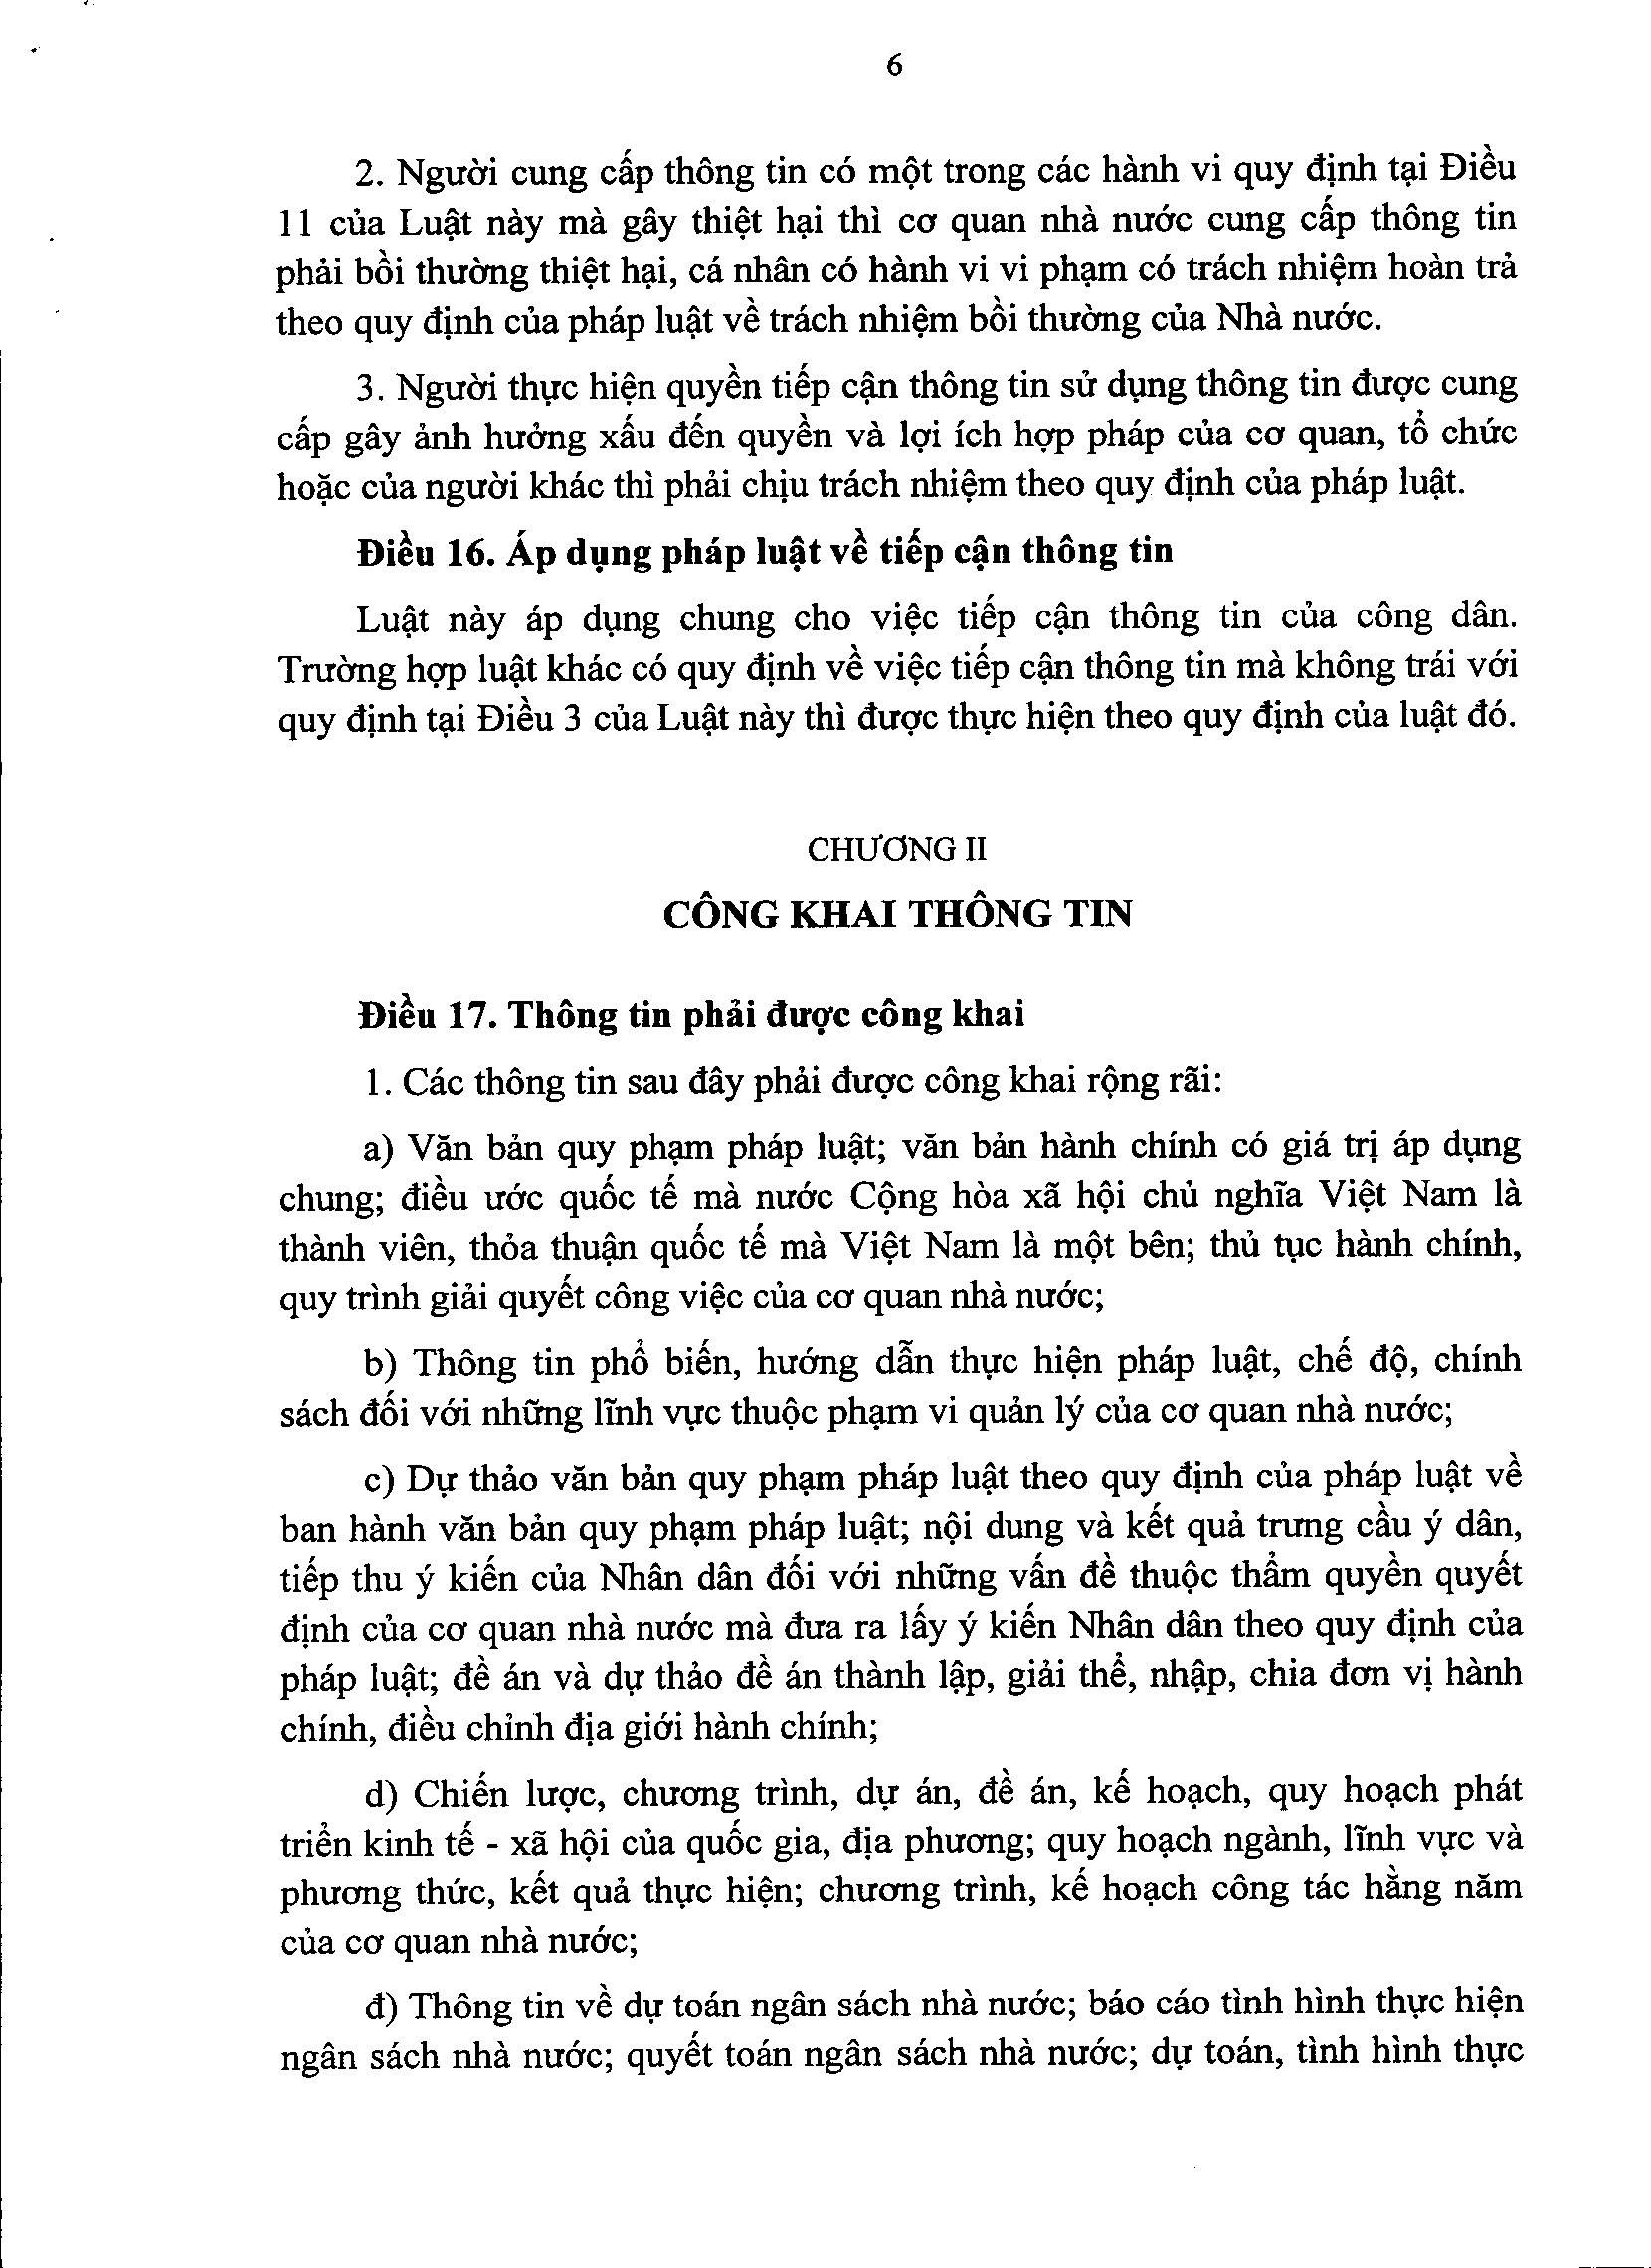 6
2. Người cung cấp thông tin có một trong các hành vi quy định tại Điều
11 của Luật này mà gây thiệt hại thì cơ quan nhà nước cung cấp thông tin
phải bồi thường thiệt hại, cá nhân có hành vi vi phạm có trách nhiệm hoàn trả
theo quy định của pháp luật về trách nhiệm bồi thường của Nhà nước.
3. Người thực hiện quyền tiếp cận thông tin sử dụng thông tin được cung
cấp gây ảnh hưởng xấu đến quyền và lợi ích hợp pháp của cơ quan, tổ chức
hoặc của người khác thì phải chịu trách nhiệm theo quy định của pháp luật.
Điều 16. Áp dụng pháp luật về tiếp cận thông tin
Luật này áp dụng chung cho việc tiếp cận thông tin của công dân.
Trường hợp luật khác có quy định về việc tiếp cận thông tin mà không trái với
quy định tại Điều 3 của Luật này thì được thực hiện theo quy định của luật đó.
CHƯƠNG II
CÔNG KHAI THÔNG TIN
Điều 17. Thông tin phải được công khai
1. Các thông tin sau đây phải được công khai rộng rãi:
a) Văn bản quy phạm pháp luật; văn bản hành chính có giá trị áp dụng
chung; điều ước quốc tế mà nước Cộng hòa xã hội chủ nghĩa Việt Nam là
thành viên, thỏa thuận quốc tế mà Việt Nam là một bên; thủ tục hành chính,
quy trình giải quyết công việc của cơ quan nhà nước;
b) Thông tin phổ biến, hướng dẫn thực hiện pháp luật, chế độ, chính
sách đối với những lĩnh vực thuộc phạm vi quản lý của cơ quan nhà nước;
c) Dự thảo văn bản quy phạm pháp luật theo quy định của pháp luật về
ban hành văn bản quy phạm pháp luật; nội dung và kết quả trưng cầu ý dân,
tiếp thu ý kiến của Nhân dân đối với những vấn đề thuộc thẩm quyền quyết
định của cơ quan nhà nước mà đưa ra lấy ý kiến Nhân dân theo quy định của
pháp luật; đề án và dự thảo đề án thành lập, giải thể, nhập, chia đơn vị hành
chính, điều chỉnh địa giới hành chính;
d) Chiến lược, chương trình, dự án, đề án, kế hoạch, quy hoạch phát
triển kinh tế - xã hội của quốc gia, địa phương; quy hoạch ngành, lĩnh vực và
phương thức, kết quả thực hiện; chương trình, kế hoạch công tác hằng năm
của cơ quan nhà nước;
đ) Thông tin về dự toán ngân sách nhà nước; báo cáo tình hình thực hiện
ngân sách nhà nước; quyết toán ngân sách nhà nước; dự toán, tình hình thực